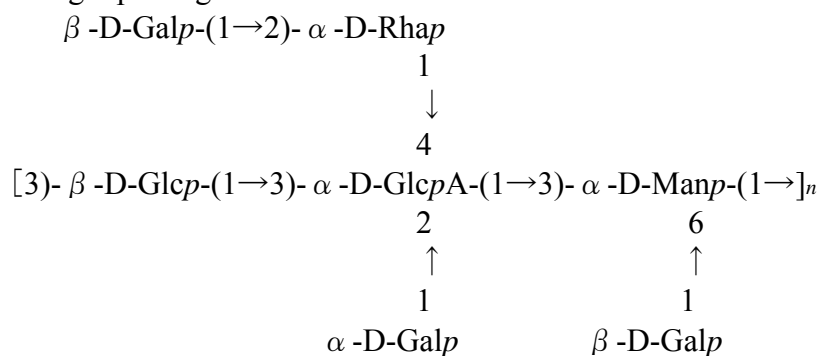 β -D-Galp-(1→2)- α -D-Rhap
1
↓
4
[3)- β -D-Glcp-(1→3)- α -D-GlcpA-(1→3)- α -D-Manp-(1→]n
2 6
↑ ↑
1 1
α -D-Galp β -D-Galp